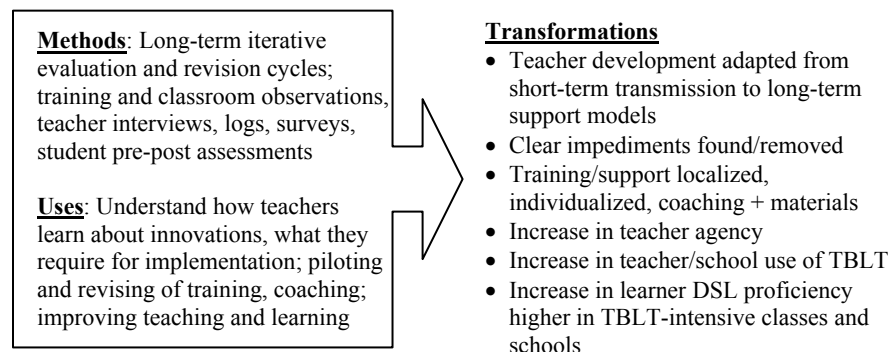 Methods: Long-term iterative
evaluation and revision cycles;
training and classroom observations,
teacher interviews, logs, surveys,
student pre-post assessments
Uses: Understand how teachers
learn about innovations, what they
require for implementation; piloting
and revising of training, coaching;
improving teaching and learning
Transformations
• Teacher development adapted from
short-term transmission to long-term
support models
• Clear impediments found/removed
• Training/support localized,
individualized, coaching + materials
• Increase in teacher agency
• Increase in teacher/school use of TBLT
• Increase in learner DSL proficiency
higher in TBLT-intensive classes and
schools